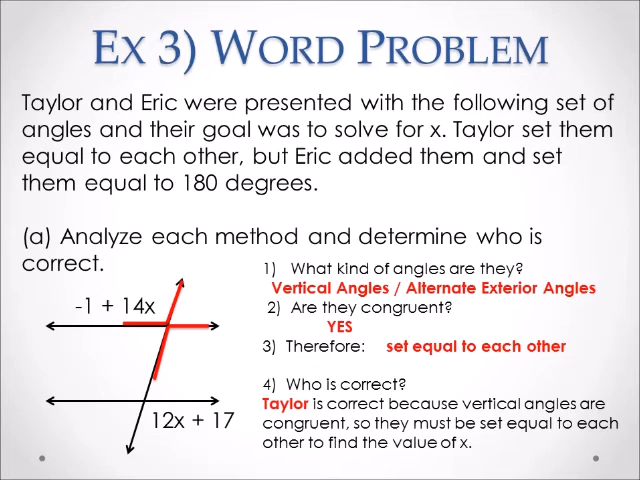 Ex 3) Word Problem
Taylor and Eric were presented with the following set of
angles and their goal was to solve for x. Taylor set them
equal to each other, but Eric added them and set
them equal to 180 degrees.
(a) Analyze each method and determine who is
correct.
1) What kind of angles are they?
Vertical Angles / Alternate Exterior Angles
2) Are they congruent?
YES
3) Therefore: set equal to each other
4) Who is correct?
Taylor is correct because vertical angles are
congruent, so they must be set equal to each
other to find the value of x.
-1 + 14x
12x + 17